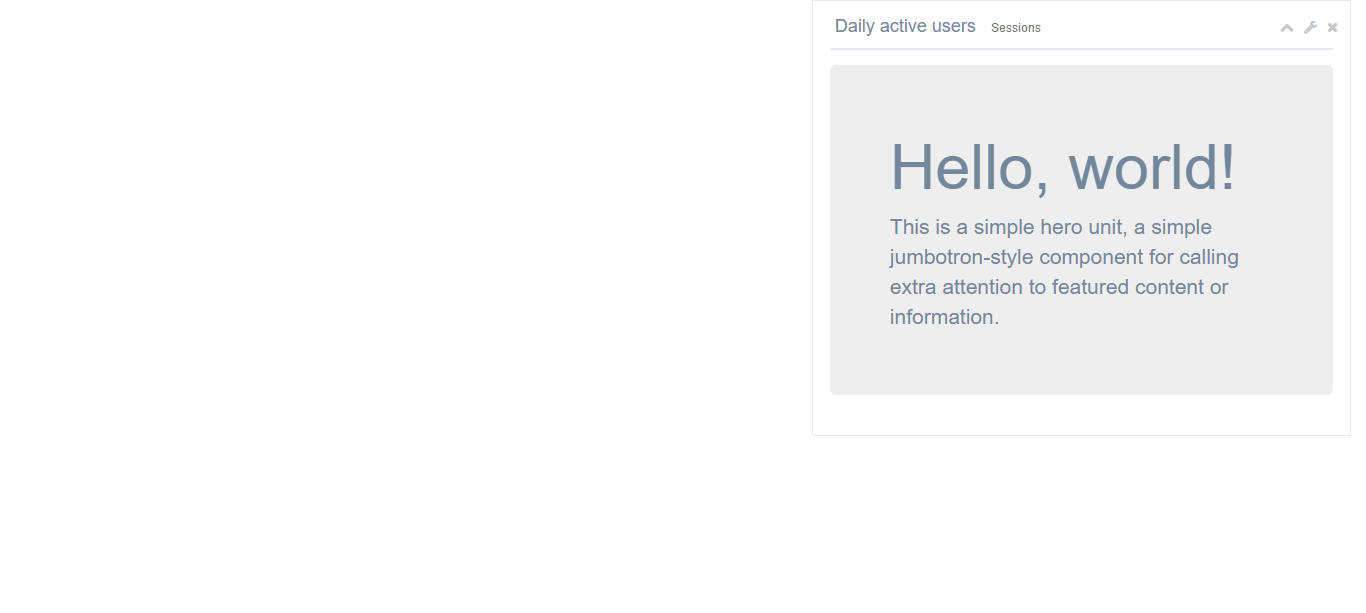 Daily active users Sessions
Hello, world!
This is a simple hero unit, a simple
jumbotron-style component for calling
extra attention to featured content or
information.